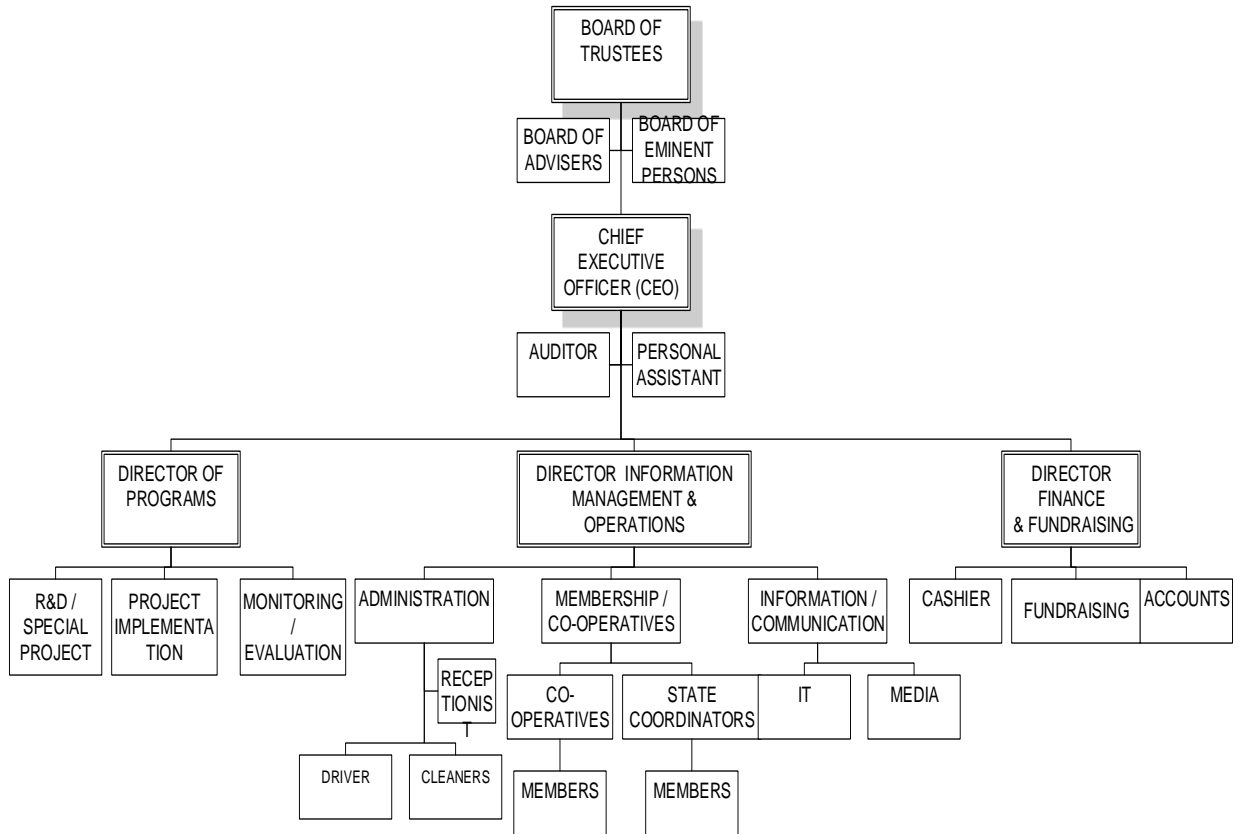 BOARD OF
TRUSTEES
BOARD OF
ADVISERS
BOARD OF
EMINENT
PERSONS
CHIEF
EXECUTIVE
OFFICER (CEO)
AUDITOR
PERSONAL
ASSISTANT
DIRECTOR OF
PROGRAMS
DIRECTOR INFORMATION
MANAGEMENT &
OPERATIONS
DIRECTOR
FINANCE
& FUNDRAISING
R&D /
SPECIAL
PROJECT
PROJECT
IMPLEMENTA
TION
MONITORING
/
EVALUATION
ADMINISTRATION
MEMBERSHIP /
CO-OPERATIVES
INFORMATION /
COMMUNICATION
CASHIER
FUNDRAISING
ACCOUNTS
RECEP
TIONIS
T
CO-
OPERATIVES
STATE
COORDINATORS
IT
MEDIA
DRIVER
CLEANERS
MEMBERS
MEMBERS